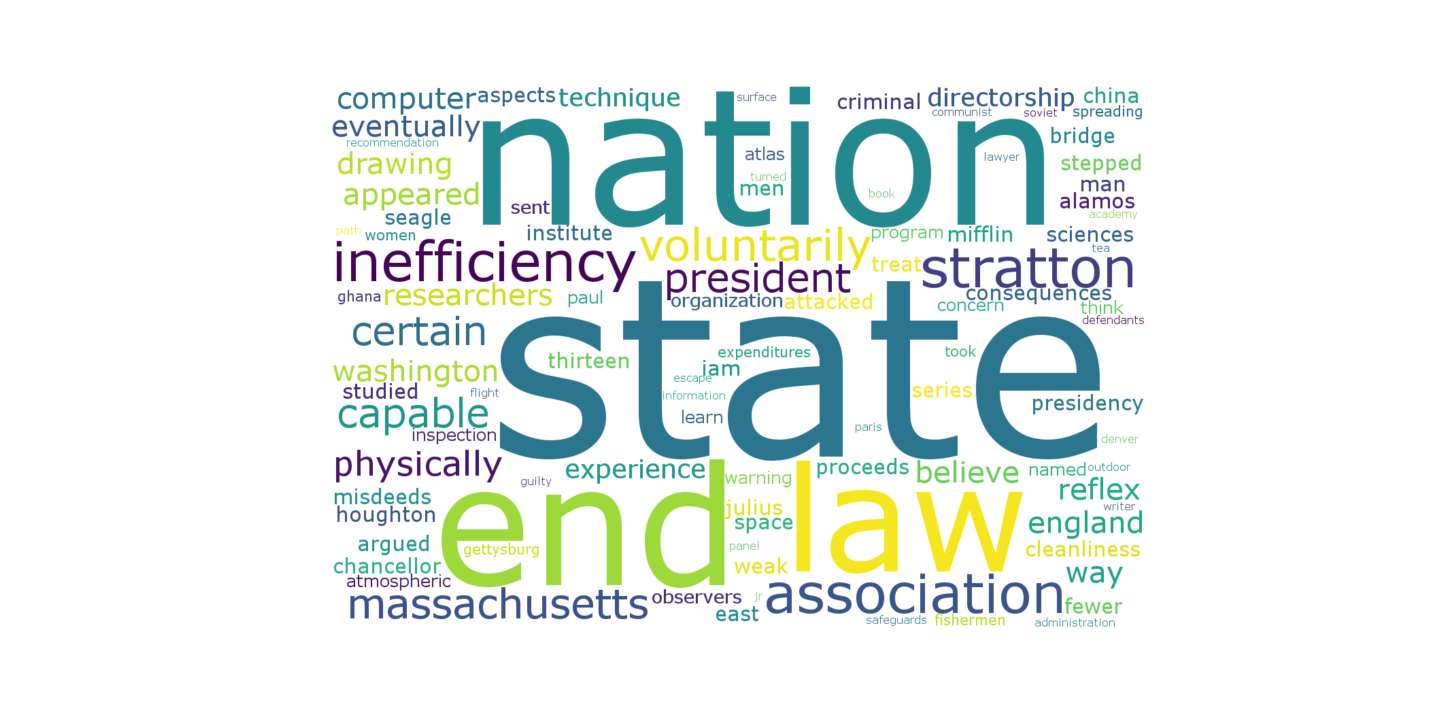 computer aspects technique surface criminal directorship china
communist soviet spreading
eventually nation bridge
recommendation
drawing atlas lawyer stepped
turned
appeared men book man
alamos
seagle sent academy
path women institute voluntarily program mifflin sciences
tea
inefficiency president treat stratton
ghana researchers paul organization attacked consequences
concern think
defendants
certain state
thirteen expenditures took
washington jam
escape
studied flight information series
presidency
capable learn
inspection paris denver
physically experience proceeds believe named outdoor
guilty warning reflex
misdeeds writer
houghton end julius law
space england
argued gettysburg panel cleanliness
chancellor weak way
atmospheric
massachusetts observers jr association fewer
east safeguards fishermen administration